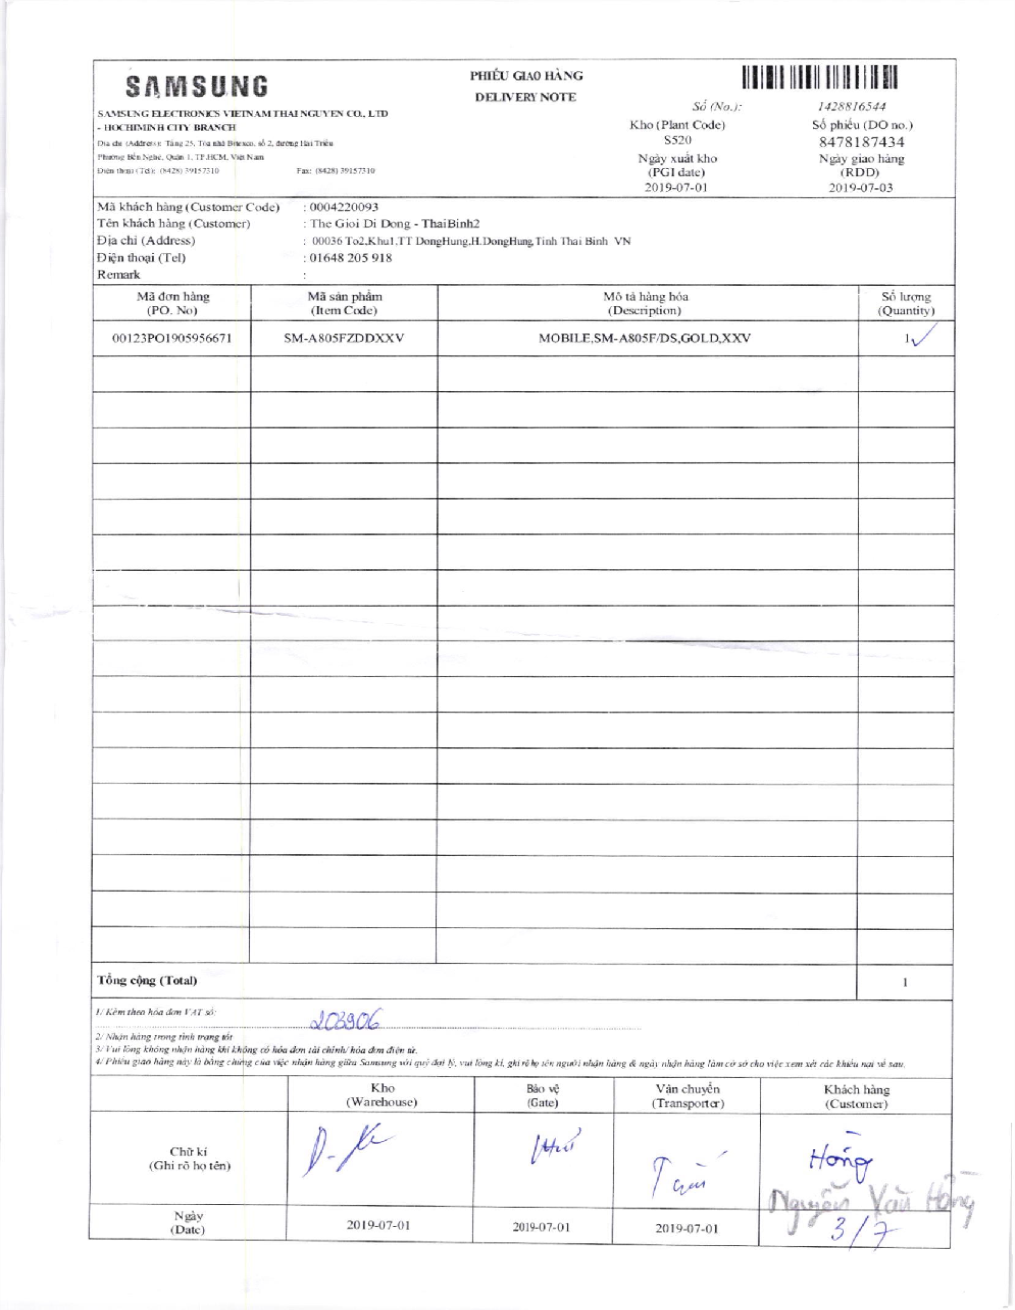 SAMSUNG
SAMSUNG ELECTRONICS VIETNAM THAI NGUYEN CO., LTD
- HOCHIMINH CITY BRANCH
Địa chỉ (Address): Tầng 25, Tòa nhà Bitexco, số 2, đường Hải Triều
Phường Bến Nghé, Quận 1, TP.HCM, Việt Nam
Điện thoại (Tel): (8428) 39157310 Fax: (8428) 39157310
PHIẾU GIAO HÀNG
DELIVERY NOTE
Số (No.): 1428816544
Kho (Plant Code) Số phiếu (DO no.)
S520 8478187434
Ngày xuất kho Ngày giao hàng
(PGI date) (RDD)
2019-07-01 2019-07-03
Mã khách hàng (Customer Code) : 0004220093
Tên khách hàng (Customer) : The Gioi Di Dong - ThaiBinh2
Địa chỉ (Address) : 00036 To2,Khu1,TT DongHung,H.DongHung,Tinh Thai Binh VN
Điện thoại (Tel) : 01648 205 918
Remark :
Mã đơn hàng Mã sản phẩm Mô tả hàng hóa Số lượng
(PO. No) (Item Code) (Description) (Quantity)
00123PO1905956671 SM-A805FZDDXXV MOBILE,SM-A805F/DS,GOLD,XXV 1
Tổng cộng (Total) 1
1/ Kèm theo hóa đơn VAT số: 203906
2/ Nhận hàng trong tình trạng tốt
3/ Vui lòng không nhận hàng khi không có hóa đơn tài chính/ hóa đơn điện tử.
4/ Phiếu giao hàng này là bằng chứng của việc nhận hàng giữa Samsung với quý đại lý, vui lòng kí, ghi rõ họ tên người nhận hàng & ngày nhận hàng làm cơ sở cho việc xem xét các khiếu nại về sau.
Kho Bảo vệ Vận chuyển Khách hàng
(Warehouse) (Gate) (Transporter) (Customer)
Chữ kí
(Ghi rõ họ tên)
Hồng
Nguyễn Văn Hồng
Ngày
(Date) 2019-07-01 2019-07-01 2019-07-01 3/7